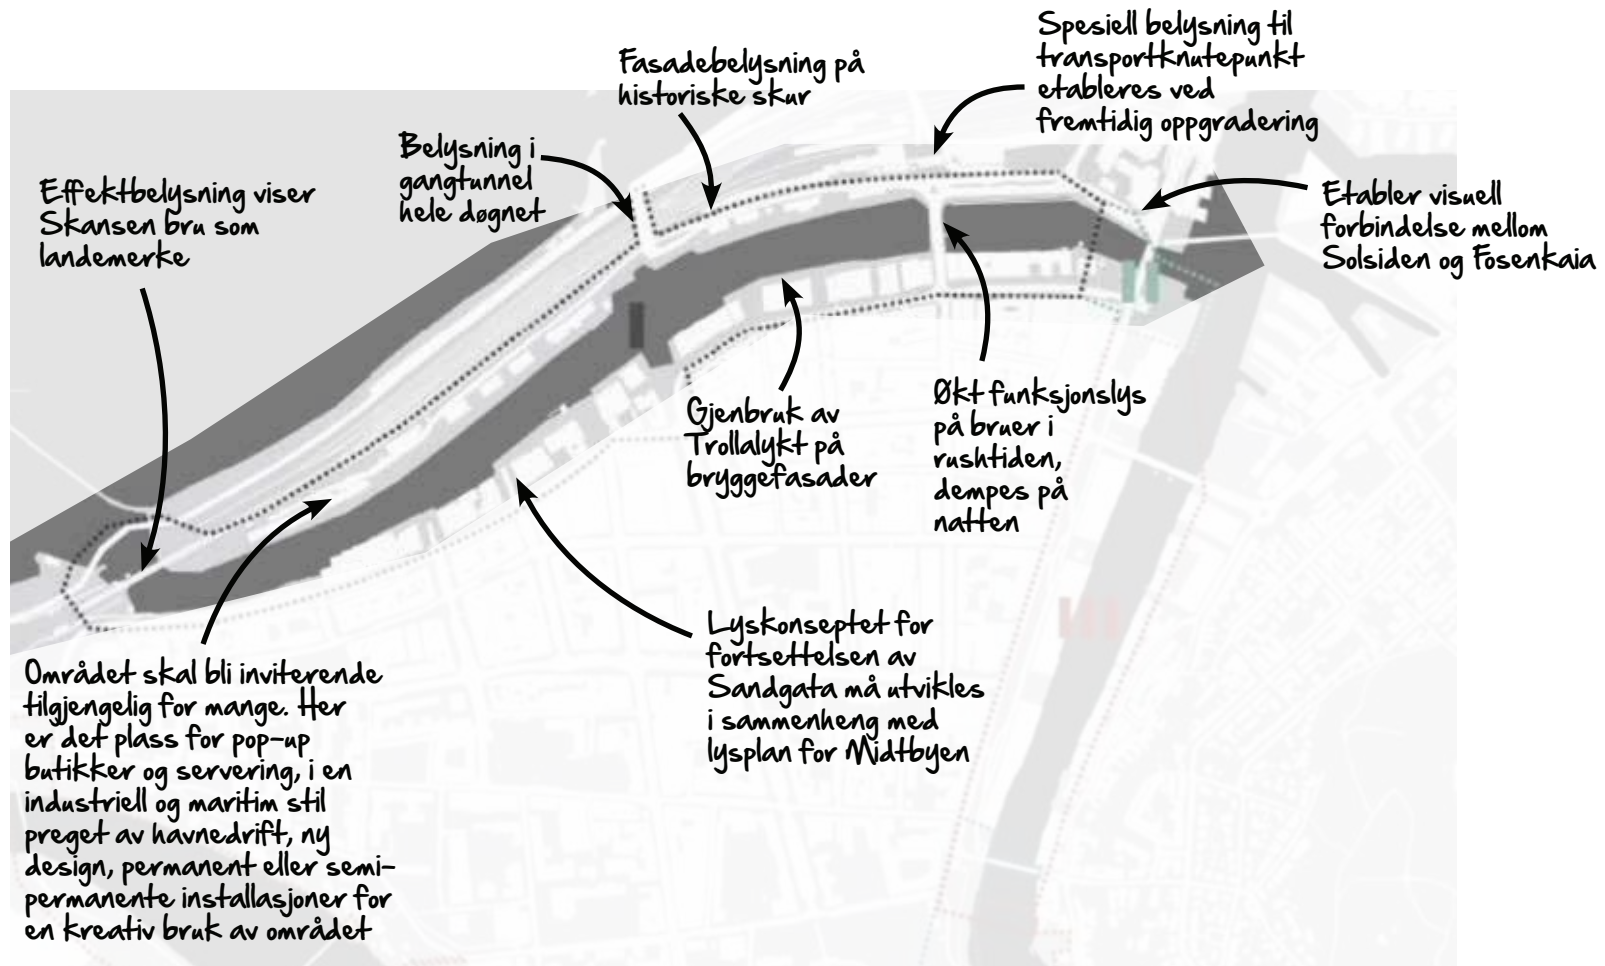 Spesiell belysning til
transportknutepunkt
etableres ved
fremtidig oppgradering
Fasadebelysning på
historiske skur
Belysning i
gangtunnel
hele døgnet
Effektbelysning viser
Skansen bru som
landemerke
Etabler visuell
forbindelse mellom
Solsiden og Fosenkaia
Gjenbruk av
Trollalykt på
bryggefasader
Økt funksjonslys
på bruer i
rushtiden,
dempes på
natten
Lyskonseptet for
fortsettelsen av
Sandgata må utvikles
i sammenheng med
lysplan for Midtbyen
Området skal bli inviterende
tilgjengelig for mange. Her
er det plass for pop-up
butikker og servering, i en
industriell og maritim stil
preget av havnedrift, ny
design, permanent eller semi-
permanente installasjoner for
en kreativ bruk av området